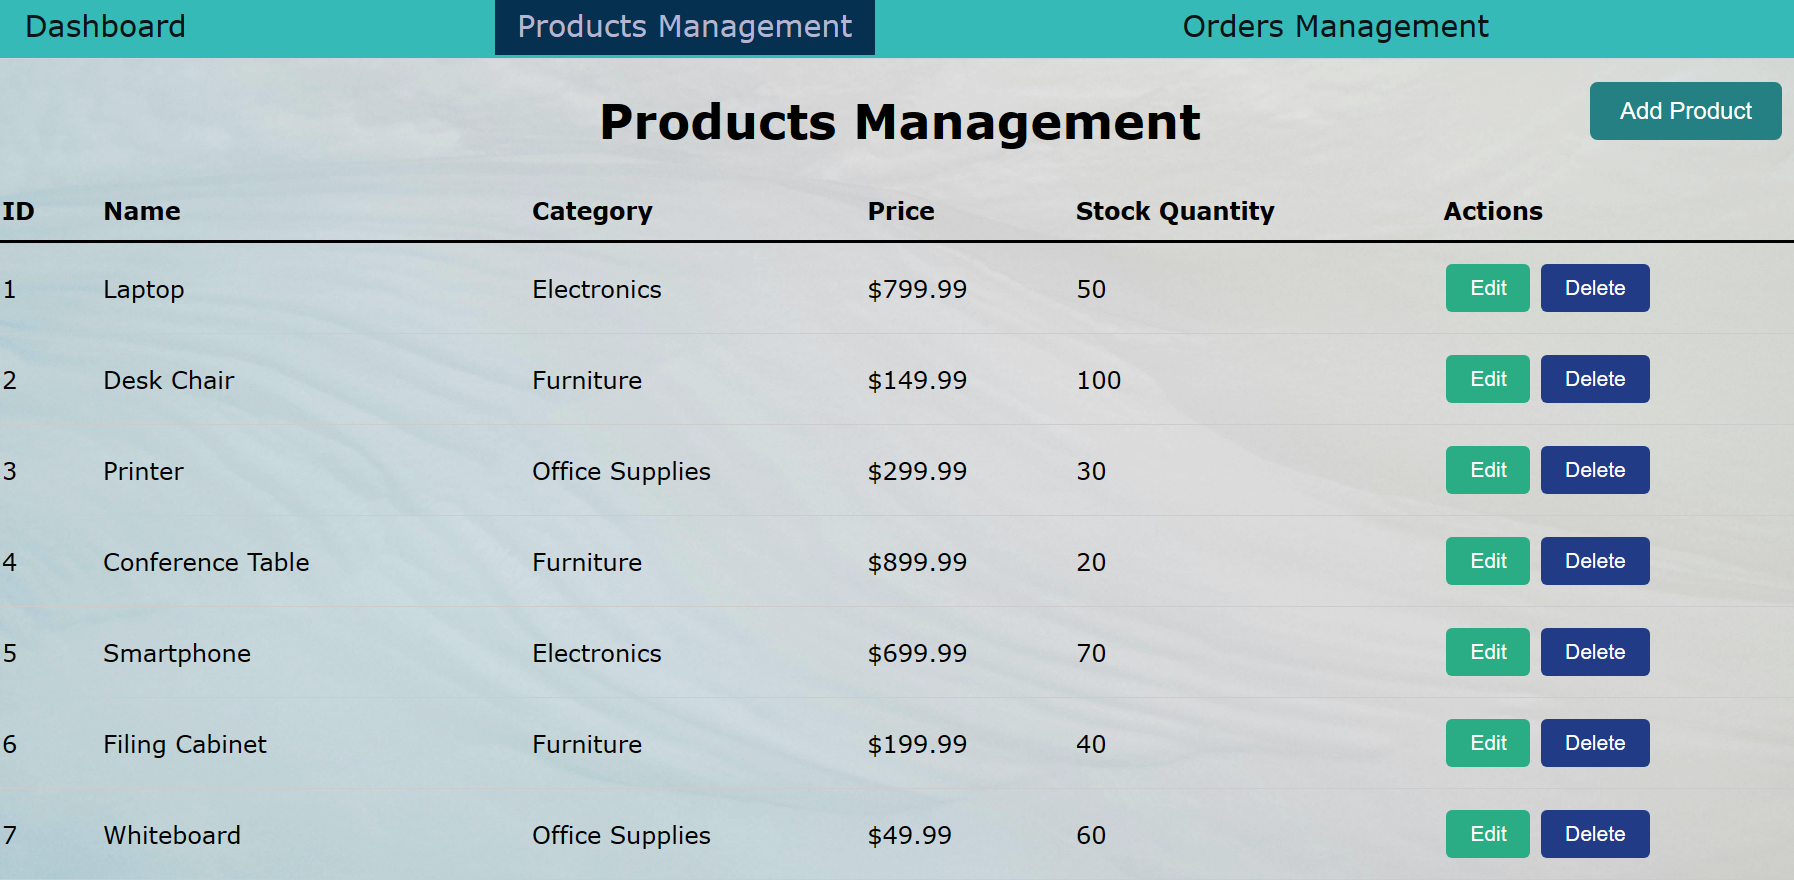 Dashboard Products Management Orders Management
Products Management
Add Product
ID Name Category Price Stock Quantity Actions
1 Laptop Electronics $799.99 50 Edit Delete
2 Desk Chair Furniture $149.99 100 Edit Delete
3 Printer Office Supplies $299.99 30 Edit Delete
4 Conference Table Furniture $899.99 20 Edit Delete
5 Smartphone Electronics $699.99 70 Edit Delete
6 Filing Cabinet Furniture $199.99 40 Edit Delete
7 Whiteboard Office Supplies $49.99 60 Edit Delete